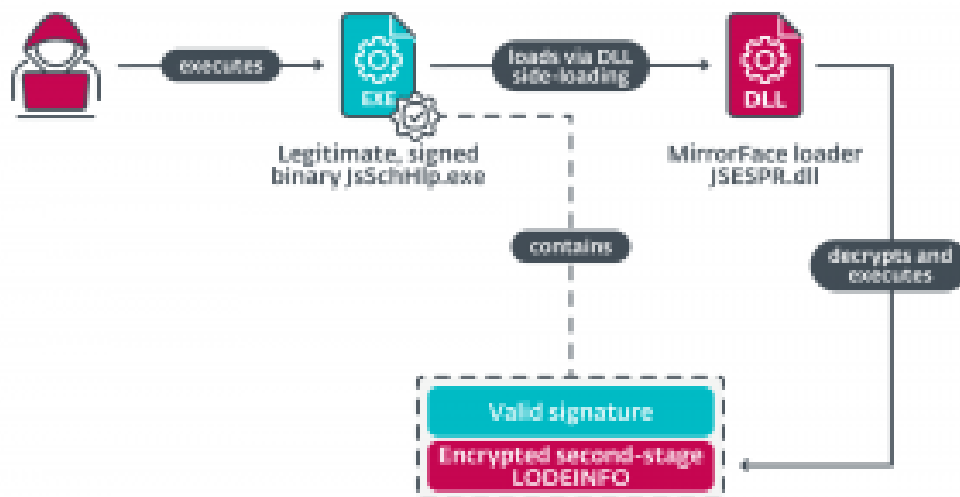 executes
EXE
loads via DLL
side-loading
DLL
Legitimate, signed
binary JsSchHlp.exe
MirrorFace loader
JSESPR.dll
contains
decrypts and
executes
Valid signature
Encrypted second-stage
LODEINFO